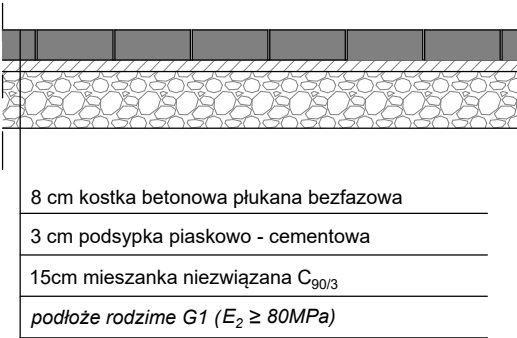 8 cm kostka betonowa płukana bezfazowa
3 cm podsypka piaskowo - cementowa
15cm mieszanka niezwiązana C90/3
podłoże rodzime G1 (E2 ≥ 80MPa)